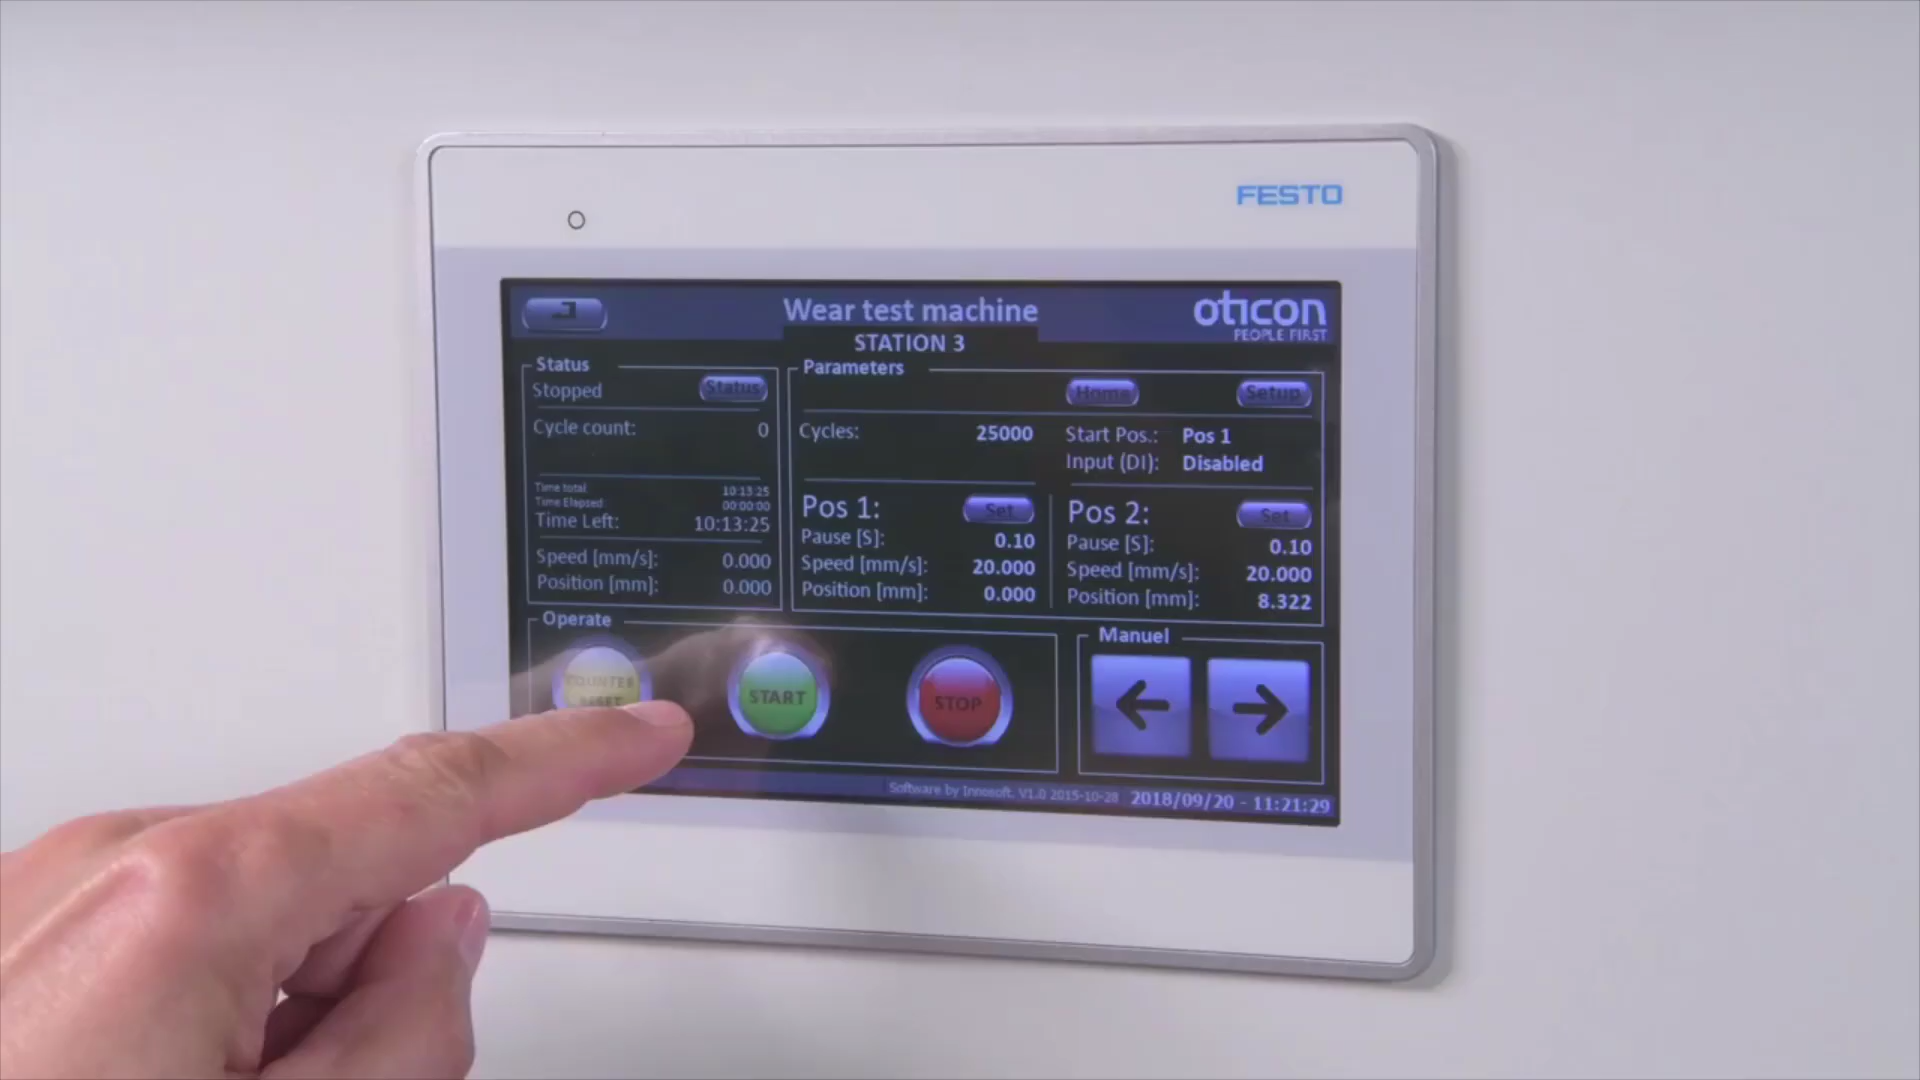 FESTO
Wear test machine
oticon
PEOPLE FIRST
STATION 3
Status
Stopped
Status
Cycle count: 0
Time total 10:13:25
Time Elapsed: 00:00:00
Time Left: 10:13:25
Speed [mm/s]: 0.000
Position [mm]: 0.000
Parameters
Home
Setup
Cycles: 25000
Start Pos.: Pos 1
Input (DI): Disabled
Pos 1: Set
Pause [S]: 0.10
Speed [mm/s]: 20.000
Position [mm]: 0.000
Pos 2: Set
Pause [S]: 0.10
Speed [mm/s]: 20.000
Position [mm]: 8.322
Operate
COUNTER
RESET
START
STOP
Manuel
Software by Innosoft. V1.0 2015-10-28
2018/09/20 - 11:21:29